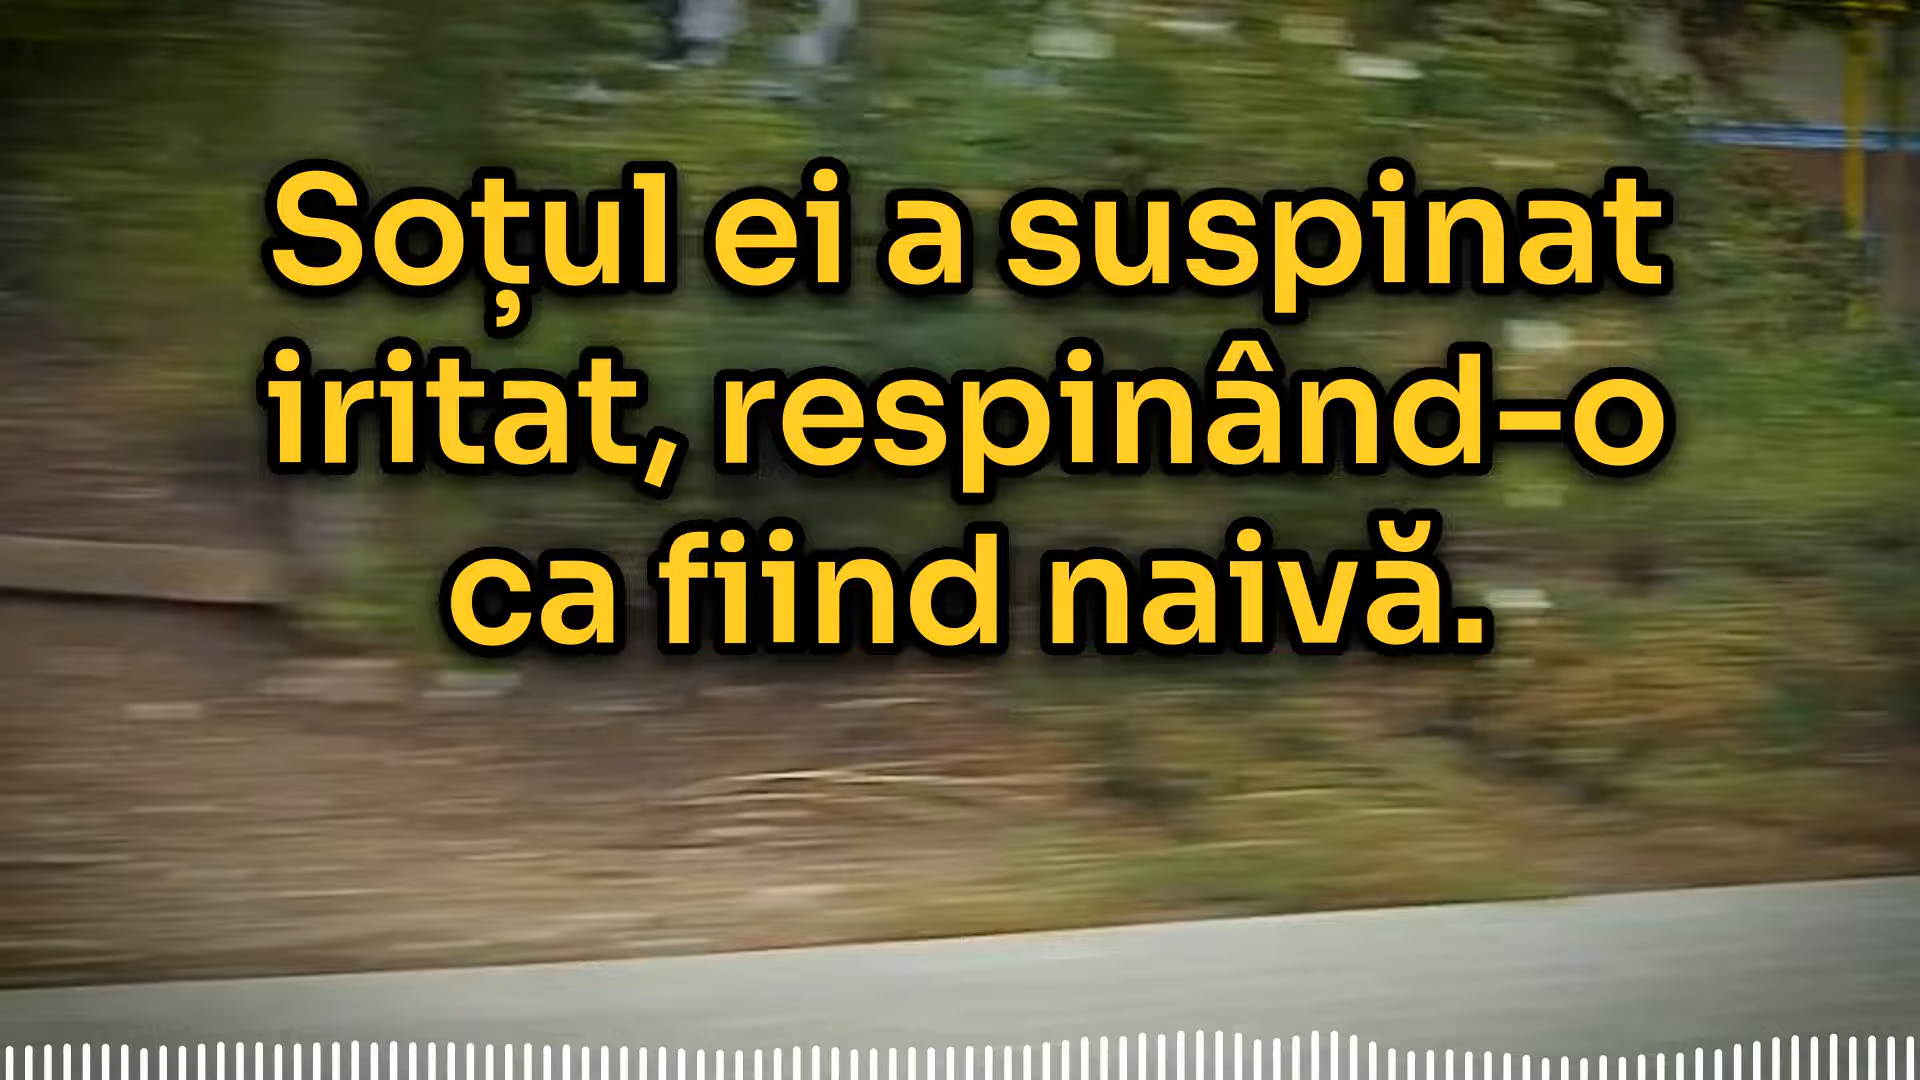 Soțul ei a suspinat
iritat, respinând-o
ca fiind naivă.